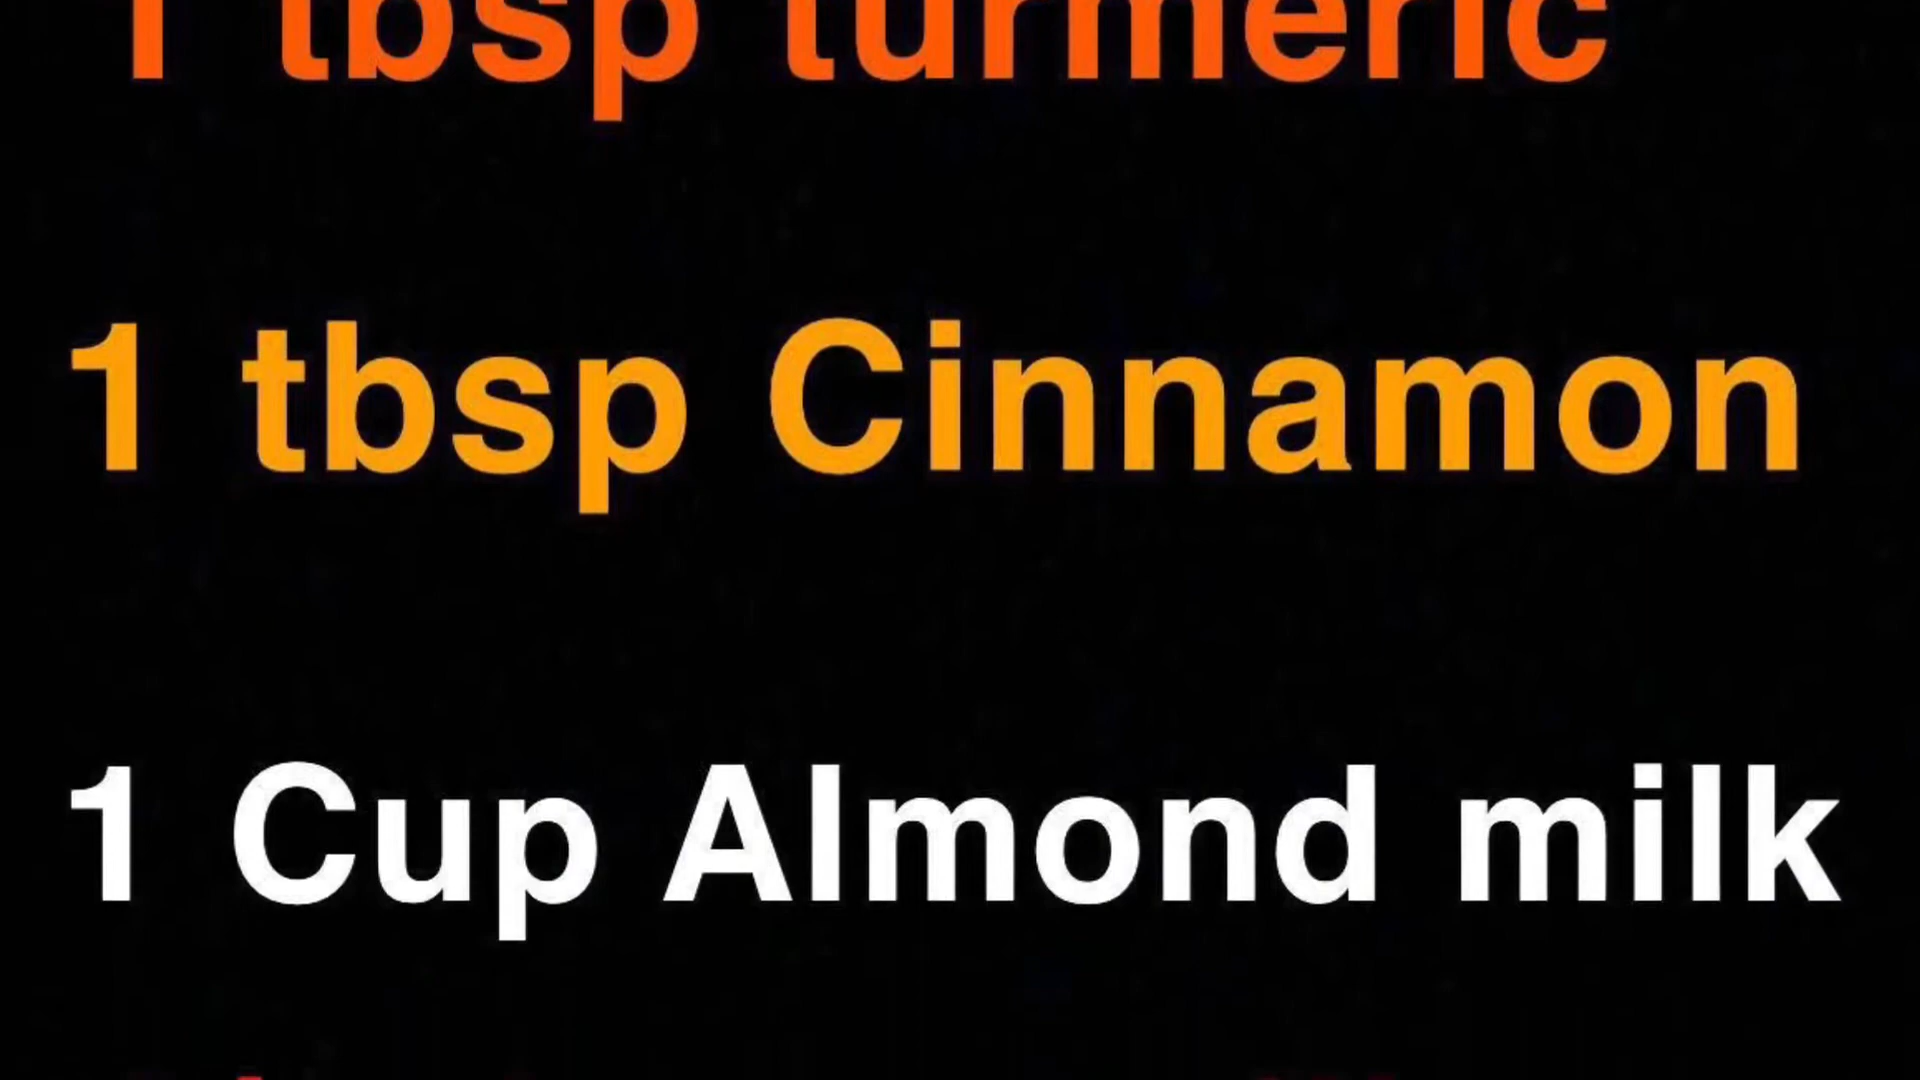 1 tbsp turmeric
1 tbsp Cinnamon
1 Cup Almond milk